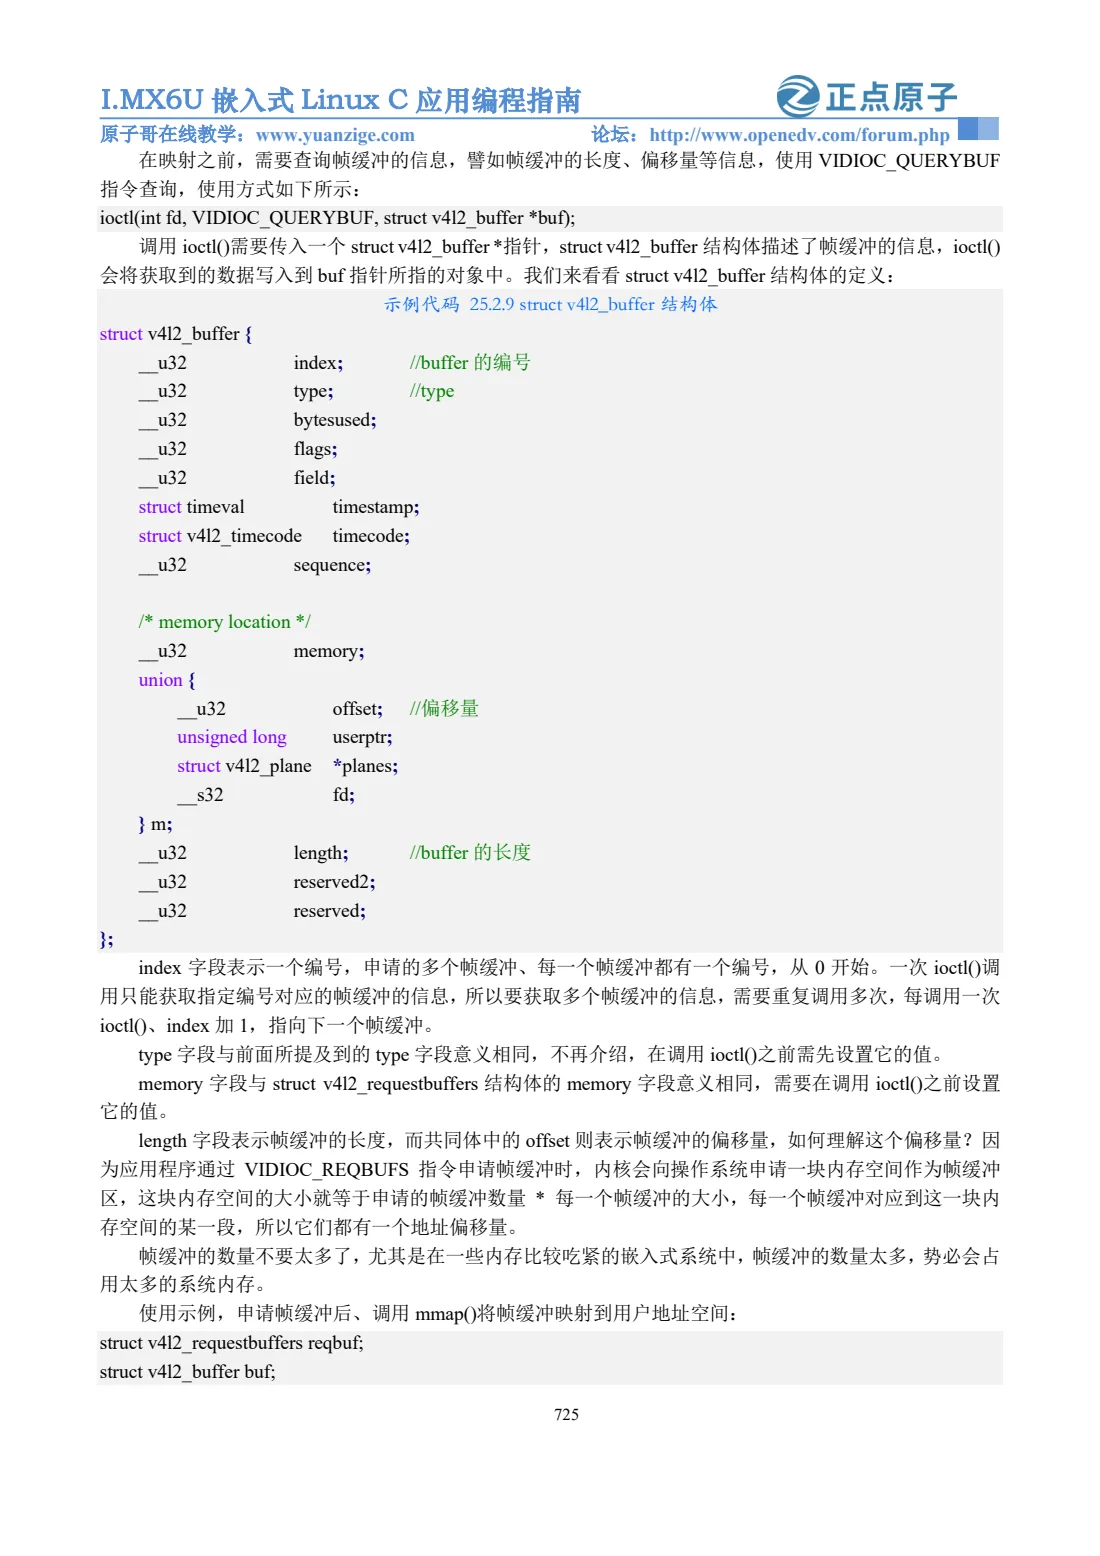 I.MX6U 嵌入式 Linux C 应用编程指南
正点原子
原子哥在线教学：www.yuanzige.com 论坛：http://www.openedv.com/forum.php
在映射之前，需要查询帧缓冲的信息，譬如帧缓冲的长度、偏移量等信息，使用 VIDIOC_QUERYBUF
指令查询，使用方式如下所示：
ioctl(int fd, VIDIOC_QUERYBUF, struct v4l2_buffer *buf);
调用 ioctl()需要传入一个 struct v4l2_buffer *指针，struct v4l2_buffer 结构体描述了帧缓冲的信息，ioctl()
会将获取到的数据写入到 buf 指针所指的对象中。我们来看看 struct v4l2_buffer 结构体的定义：
示例代码 25.2.9 struct v4l2_buffer 结构体
struct v4l2_buffer {
__u32 index; //buffer 的编号
__u32 type; //type
__u32 bytesused;
__u32 flags;
__u32 field;
struct timeval timestamp;
struct v4l2_timecode timecode;
__u32 sequence;
/* memory location */
__u32 memory;
union {
__u32 offset; //偏移量
unsigned long userptr;
struct v4l2_plane *planes;
__s32 fd;
} m;
__u32 length; //buffer 的长度
__u32 reserved2;
__u32 reserved;
};
index 字段表示一个编号，申请的多个帧缓冲、每一个帧缓冲都有一个编号，从 0 开始。一次 ioctl()调
用只能获取指定编号对应的帧缓冲的信息，所以要获取多个帧缓冲的信息，需要重复调用多次，每调用一次
ioctl()、index 加 1，指向下一个帧缓冲。
type 字段与前面所提及到的 type 字段意义相同，不再介绍，在调用 ioctl()之前需先设置它的值。
memory 字段与 struct v4l2_requestbuffers 结构体的 memory 字段意义相同，需要在调用 ioctl()之前设置
它的值。
length 字段表示帧缓冲的长度，而共同体中的 offset 则表示帧缓冲的偏移量，如何理解这个偏移量？因
为应用程序通过 VIDIOC_REQBUFS 指令申请帧缓冲时，内核会向操作系统申请一块内存空间作为帧缓冲
区，这块内存空间的大小就等于申请的帧缓冲数量 * 每一个帧缓冲的大小，每一个帧缓冲对应到这一块内
存空间的某一段，所以它们都有一个地址偏移量。
帧缓冲的数量不要太多了，尤其是在一些内存比较吃紧的嵌入式系统中，帧缓冲的数量太多，势必会占
用太多的系统内存。
使用示例，申请帧缓冲后、调用 mmap()将帧缓冲映射到用户地址空间：
struct v4l2_requestbuffers reqbuf;
struct v4l2_buffer buf;
725